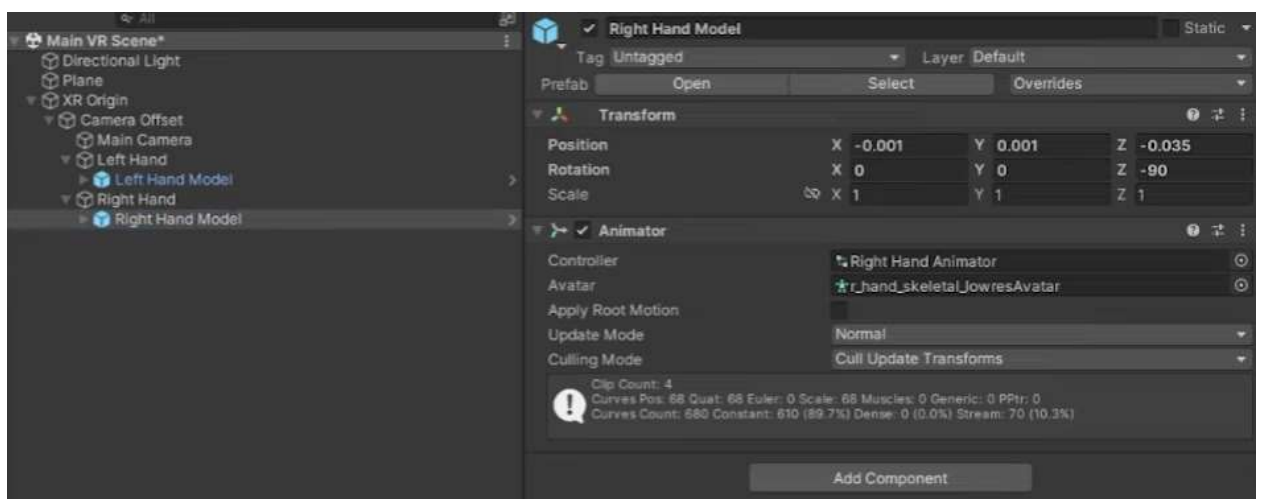 All
Main VR Scene*
Directional Light
Plane
XR Origin
Camera Offset
Main Camera
Left Hand
Left Hand Model
Right Hand
Right Hand Model
Right Hand Model Static
Tag Untagged Layer Default
Prefab Open Select Overrides
Transform
Position X -0.001 Y 0.001 Z -0.035
Rotation X 0 Y 0 Z -90
Scale X 1 Y 1 Z 1
Animator
Controller Right Hand Animator
Avatar r_hand_skeletal_lowresAvatar
Apply Root Motion
Update Mode Normal
Culling Mode Cull Update Transforms
Clip Count: 4
Curves Pos: 68 Quat: 68 Euler: 0 Scale: 68 Muscles: 0 Generic: 0 PPtr: 0
Curves Count: 680 Constant: 610 (89.7%) Dense: 0 (0.0%) Stream: 70 (10.3%)
Add Component